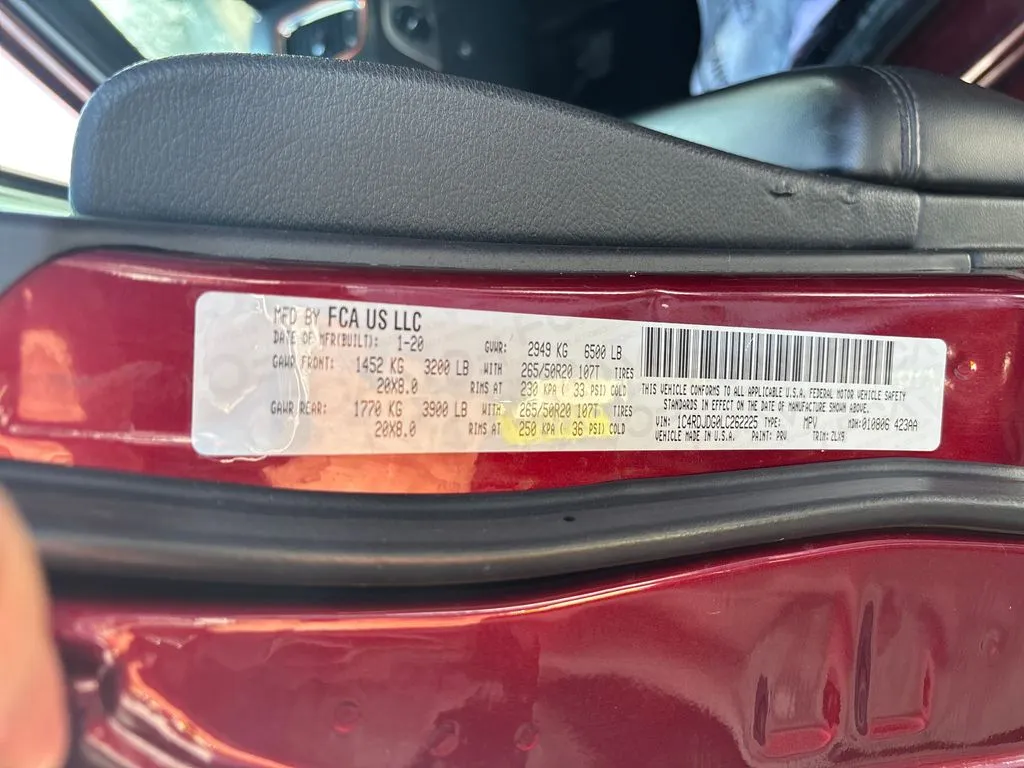 MFD BY FCA US LLC
DATE OF MFR(BUILT): 1-20 GVWR: 2949 KG 6500 LB
GAWR FRONT: 1452 KG 3200 LB WITH 265/50R20 107T TIRES
20X8.0 RIMS AT 230 KPA ( 33 PSI) COLD
GAWR REAR: 1770 KG 3900 LB WITH 265/50R20 107T TIRES
20X8.0 RIMS AT 250 KPA ( 36 PSI) COLD
THIS VEHICLE CONFORMS TO ALL APPLICABLE U.S.A. FEDERAL MOTOR VEHICLE SAFETY
STANDARDS IN EFFECT ON THE DATE OF MANUFACTURE SHOWN ABOVE.
VIN: 1C4RDJDG0LC262225 TYPE: MPV MDH: 010806 423AA
VEHICLE MADE IN U.S.A. PAINT: PRV TRIM: ZLX9